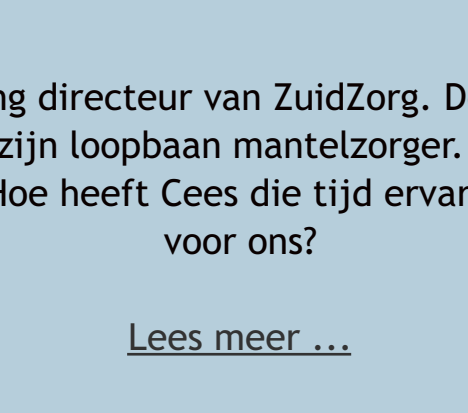 ng directeur van ZuidZorg. D
zijn loopbaan mantelzorger.
Hoe heeft Cees die tijd ervar
voor ons?
Lees meer ...